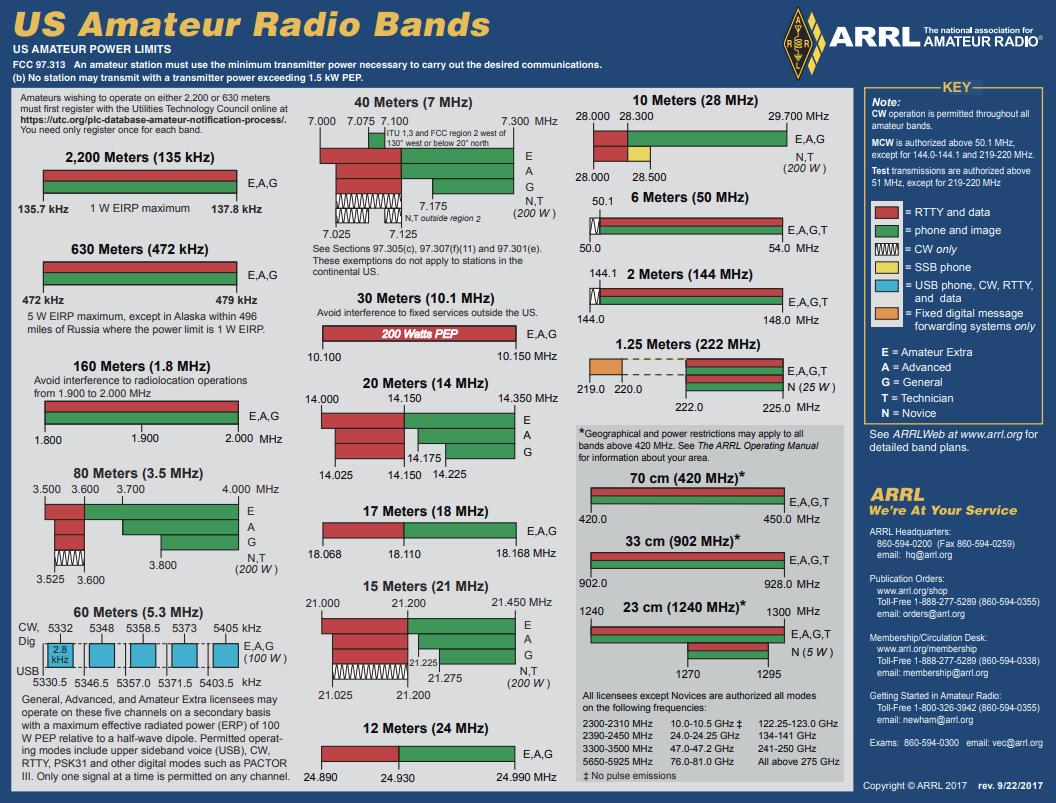 US Amateur Radio Bands
US AMATEUR POWER LIMITS
FCC 97.313 An amateur station must use the minimum transmitter power necessary to carry out the desired communications.
(b) No station may transmit with a transmitter power exceeding 1.5 kW PEP.
A
R R
L
ARRL
The national association for
AMATEUR RADIO®
Amateurs wishing to operate on either 2,200 or 630 meters
must first register with the Utilities Technology Council online at
https://utc.org/plc-database-amateur-notification-process/.
You need only register once for each band.
2,200 Meters (135 kHz)
E,A,G
135.7 kHz 1 W EIRP maximum 137.8 kHz
630 Meters (472 kHz)
E,A,G
472 kHz 479 kHz
5 W EIRP maximum, except in Alaska within 496
miles of Russia where the power limit is 1 W EIRP.
160 Meters (1.8 MHz)
Avoid interference to radiolocation operations
from 1.900 to 2.000 MHz
E,A,G
1.800 1.900 2.000 MHz
80 Meters (3.5 MHz)
3.500 3.600 3.700 4.000 MHz
E
A
G
N,T
(200 W)
3.800
3.525 3.600
60 Meters (5.3 MHz)
CW,
Dig
5332 5348 5358.5 5373 5405 kHz
2.8
kHz
E,A,G
(100 W)
USB
5330.5 5346.5 5357.0 5371.5 5403.5 kHz
General, Advanced, and Amateur Extra licensees may
operate on these five channels on a secondary basis
with a maximum effective radiated power (ERP) of 100
W PEP relative to a half-wave dipole. Permitted operat-
ing modes include upper sideband voice (USB), CW,
RTTY, PSK31 and other digital modes such as PACTOR
III. Only one signal at a time is permitted on any channel.
40 Meters (7 MHz)
7.000 7.075 7.100 7.300 MHz
ITU 1,3 and FCC region 2 west of
130° west or below 20° north
E
A
G
N,T
(200 W)
7.175
N,T outside region 2
7.025 7.125
See Sections 97.305(c), 97.307(f)(11) and 97.301(e).
These exemptions do not apply to stations in the
continental US.
30 Meters (10.1 MHz)
Avoid interference to fixed services outside the US.
200 Watts PEP
E,A,G
10.100 10.150 MHz
20 Meters (14 MHz)
14.000 14.150 14.350 MHz
E
A
G
14.175
14.025 14.150 14.225
17 Meters (18 MHz)
E,A,G
18.068 18.110 18.168 MHz
15 Meters (21 MHz)
21.000 21.200 21.450 MHz
E
A
G
N,T
(200 W)
21.225
21.275
21.025 21.200
12 Meters (24 MHz)
E,A,G
24.890 24.930 24.990 MHz
10 Meters (28 MHz)
28.000 28.300 29.700 MHz
E,A,G
N,T
(200 W)
28.000 28.500
6 Meters (50 MHz)
50.1
E,A,G,T
50.0 54.0 MHz
2 Meters (144 MHz)
144.1
E,A,G,T
144.0 148.0 MHz
1.25 Meters (222 MHz)
E,A,G,T
N (25 W)
219.0 220.0
222.0 225.0 MHz
*Geographical and power restrictions may apply to all
bands above 420 MHz. See The ARRL Operating Manual
for information about your area.
70 cm (420 MHz)*
E,A,G,T
420.0 450.0 MHz
33 cm (902 MHz)*
E,A,G,T
902.0 928.0 MHz
23 cm (1240 MHz)*
1240 1300 MHz
E,A,G,T
N (5 W)
1270 1295
All licensees except Novices are authorized all modes
on the following frequencies:
2300-2310 MHz 10.0-10.5 GHz ‡ 122.25-123.0 GHz
2390-2450 MHz 24.0-24.25 GHz 134-141 GHz
3300-3500 MHz 47.0-47.2 GHz 241-250 GHz
5650-5925 MHz 76.0-81.0 GHz All above 275 GHz
‡ No pulse emissions
KEY
Note:
CW operation is permitted throughout all
amateur bands.
MCW is authorized above 50.1 MHz,
except for 144.0-144.1 and 219-220 MHz.
Test transmissions are authorized above
51 MHz, except for 219-220 MHz
= RTTY and data
= phone and image
= CW only
= SSB phone
= USB phone, CW, RTTY,
and data
= Fixed digital message
forwarding systems only
E = Amateur Extra
A = Advanced
G = General
T = Technician
N = Novice
See ARRLWeb at www.arrl.org for
detailed band plans.
ARRL
We're At Your Service
ARRL Headquarters:
860-594-0200 (Fax 860-594-0259)
email: hq@arrl.org
Publication Orders:
www.arrl.org/shop
Toll-Free 1-888-277-5289 (860-594-0355)
email: orders@arrl.org
Membership/Circulation Desk:
www.arrl.org/membership
Toll-Free 1-888-277-5289 (860-594-0338)
email: membership@arrl.org
Getting Started in Amateur Radio:
Toll-Free 1-800-326-3942 (860-594-0355)
email: newham@arrl.org
Exams: 860-594-0300 email: vec@arrl.org
Copyright © ARRL 2017 rev. 9/22/2017